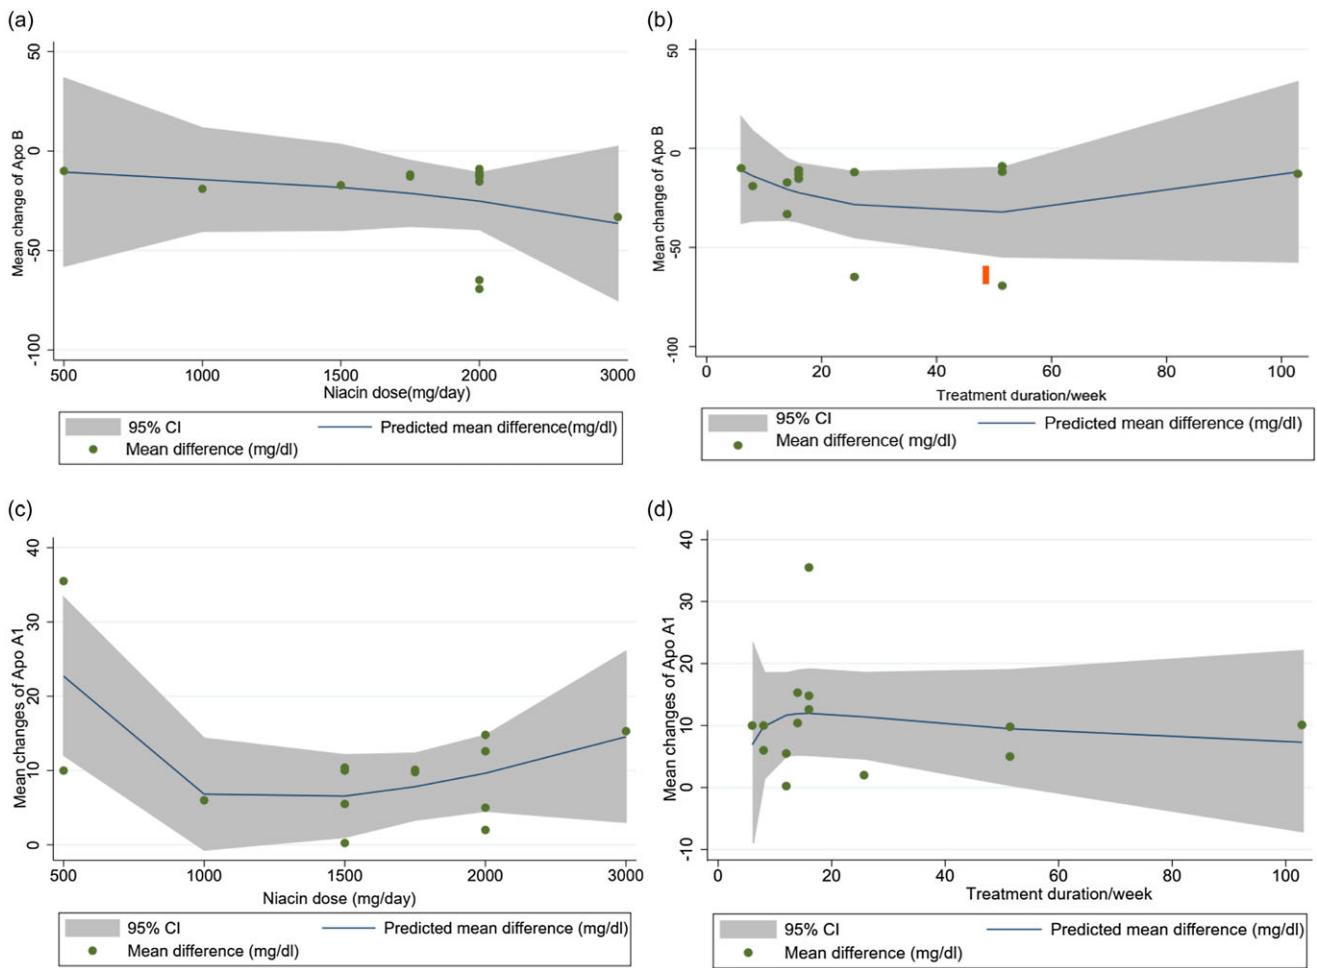 (a)
50
0
-50
-100
Mean change of Apo B
500 1000 1500 2000 3000
Niacin dose(mg/day)
95% CI Predicted mean difference(mg/dl)
Mean difference (mg/dl)
(b)
50
0
-50
-100
Mean change of Apo B
0 20 40 60 80 100
Treatment duration/week
95% CI Predicted mean difference(mg/dl)
Mean difference( mg/dl)
(c)
40
30
20
10
0
Mean changes of Apo A1
500 1000 1500 2000 3000
Niacin dose (mg/day)
95% CI Predicted mean difference(mg/dl)
Mean difference (mg/dl)
(d)
40
30
20
10
0
-10
Mean changes of Apo A1
0 20 40 60 80 100
Treatment duration/week
95% CI Predicted mean difference(mg/dl)
Mean difference (mg/dl)